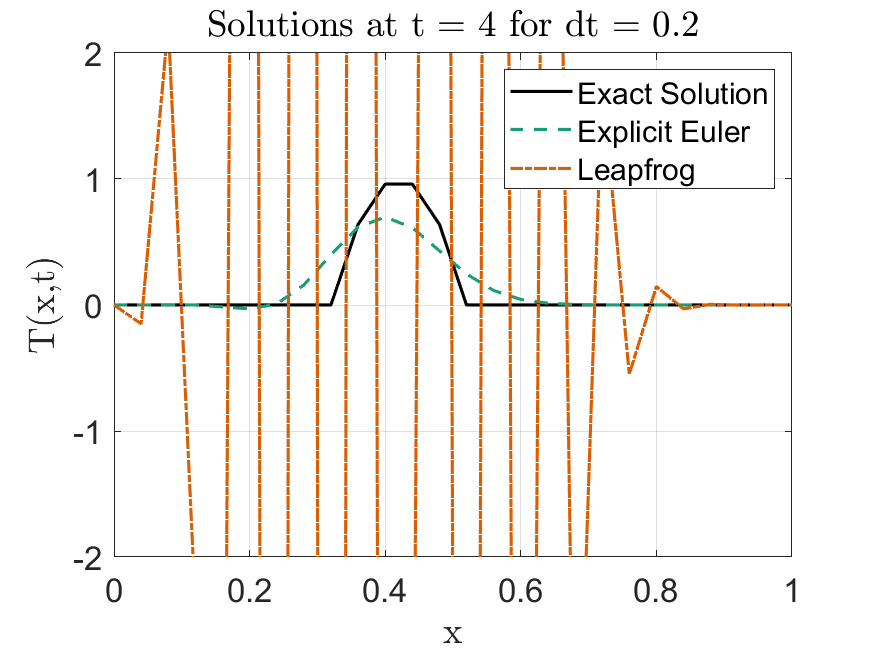 Solutions at t = 4 for dt = 0.2
2
Exact Solution
Explicit Euler
Leapfrog
1
T(x,t)
0
-1
-2
0 0.2 0.4 0.6 0.8 1
x